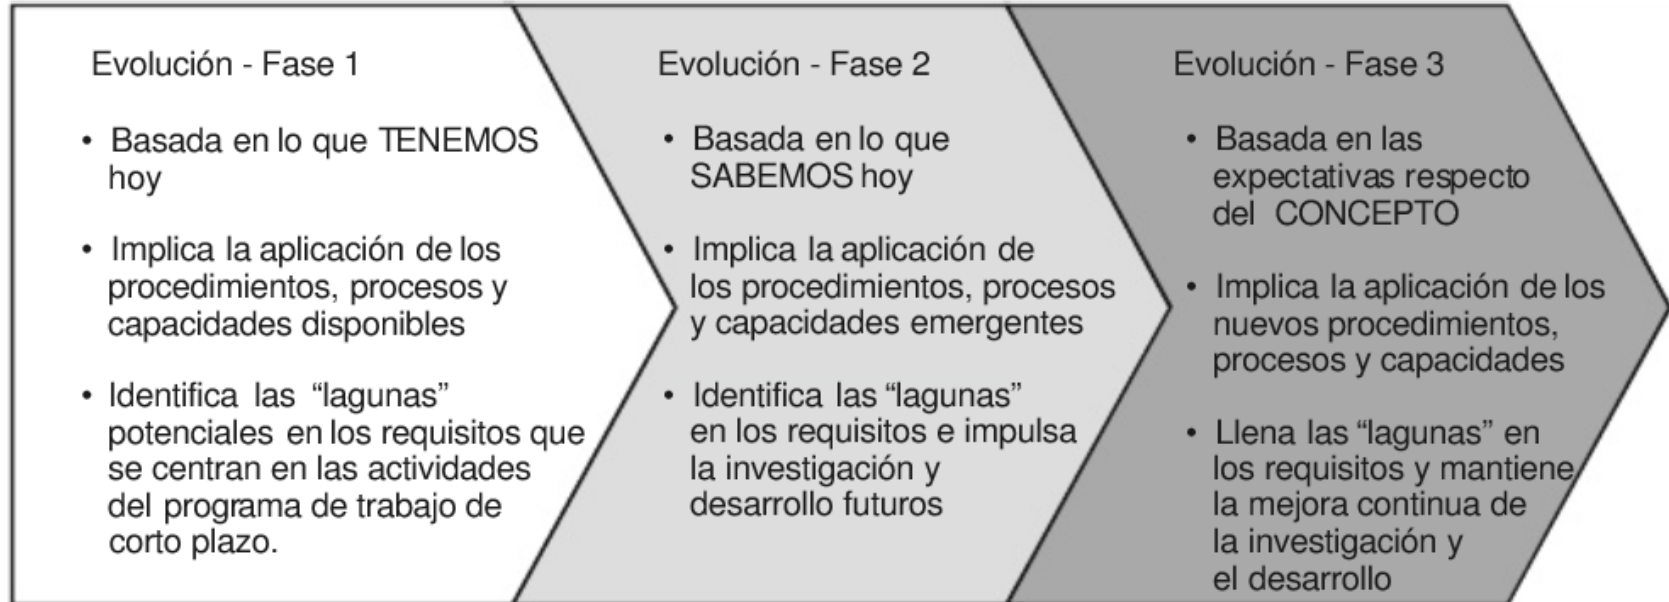 Evolución - Fase 1
• Basada en lo que TENEMOS
hoy
• Implica la aplicación de los
procedimientos, procesos y
capacidades disponibles
• Identifica las “lagunas”
potenciales en los requisitos que
se centran en las actividades
del programa de trabajo de
corto plazo.
Evolución - Fase 2
• Basada en lo que
SABEMOS hoy
• Implica la aplicación de
los procedimientos, procesos
y capacidades emergentes
• Identifica las “lagunas”
en los requisitos e impulsa
la investigación y
desarrollo futuros
Evolución - Fase 3
• Basada en las
expectativas respecto
del CONCEPTO
• Implica la aplicación de los
nuevos procedimientos,
procesos y capacidades
• Llena las “lagunas” en
los requisitos y mantiene
la mejora continua de
la investigación y
el desarrollo